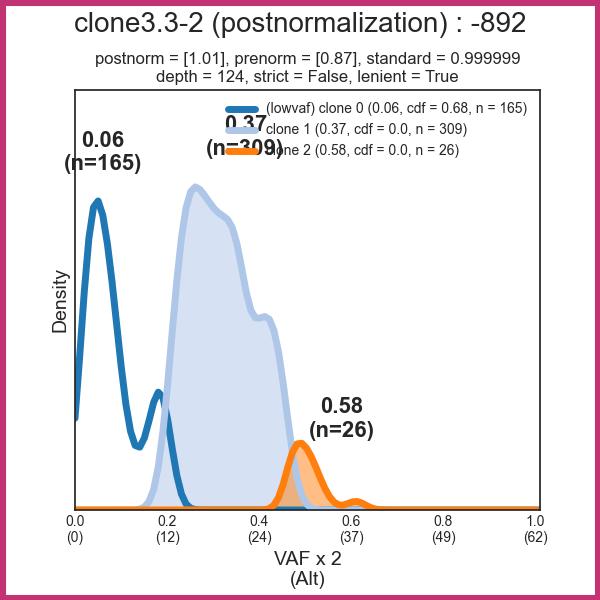 clone3.3-2 (postnormalization) : -892
postnorm = [1.01], prenorm = [0.87], standard = 0.999999
depth = 124, strict = False, lenient = True
(lowvaf) clone 0 (0.06, cdf = 0.68, n = 165)
clone 1 (0.37, cdf = 0.0, n = 309)
clone 2 (0.58, cdf = 0.0, n = 26)
0.06
(n=165)
0.37
(n=309)
0.58
(n=26)
Density
0.0 0.2 0.4 0.6 0.8 1.0
(0) (12) (24) (37) (49) (62)
VAF x 2
(Alt)